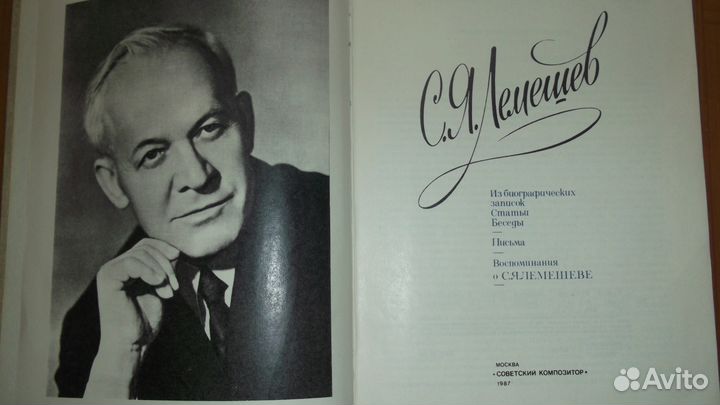 С.Я.Лемешев
Из биографических
записок
Статьи
Беседы
Письма
Воспоминания
о С.Я.ЛЕМЕШЕВЕ
МОСКВА
«СОВЕТСКИЙ КОМПОЗИТОР»
1987
Avito